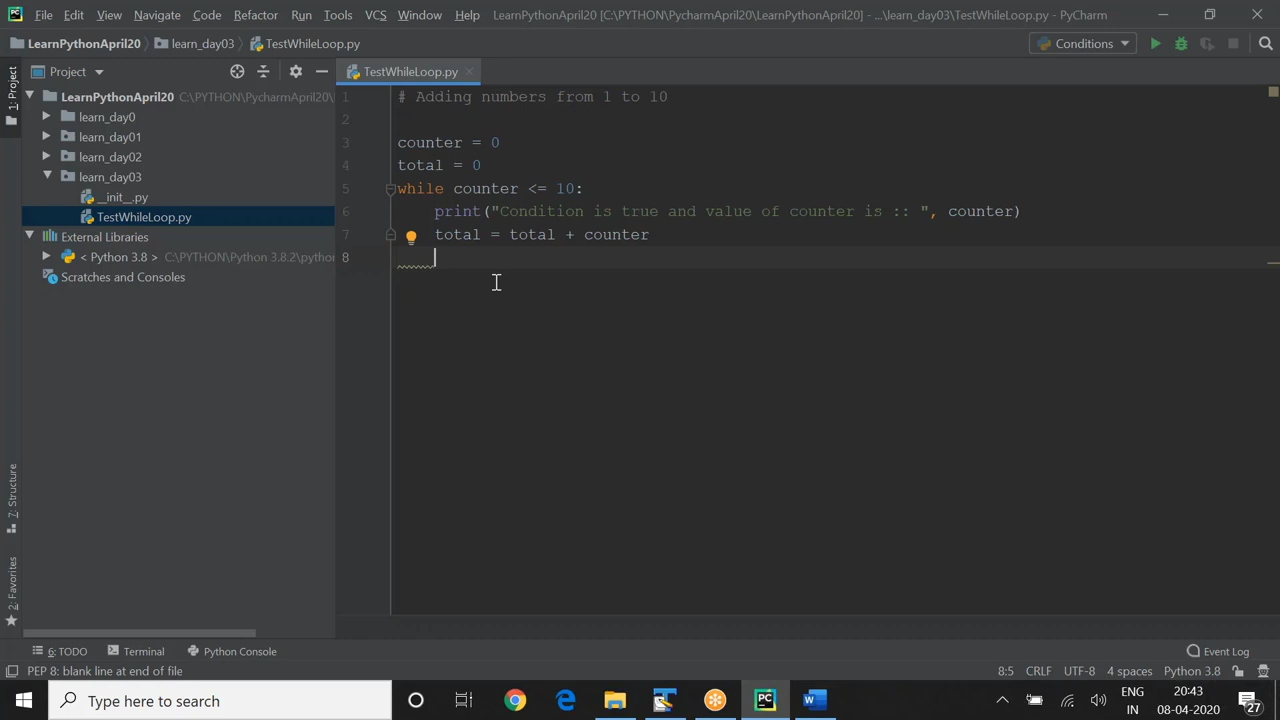 File Edit View Navigate Code Refactor Run Tools VCS Window Help LearnPythonApril20 [C:\PYTHON\PycharmApril20\LearnPythonApril20] - ...\learn_day03\TestWhileLoop.py - PyCharm
LearnPythonApril20 learn_day03 TestWhileLoop.py Conditions
1: Project
Project
TestWhileLoop.py
LearnPythonApril20 C:\PYTHON\PycharmApril20\
learn_day0
learn_day01
learn_day02
learn_day03
__init__.py
TestWhileLoop.py
External Libraries
< Python 3.8 > C:\Python 3.8.2\python
Scratches and Consoles
1 # Adding numbers from 1 to 10
2
3 counter = 0
4 total = 0
5 while counter <= 10:
6 print("Condition is true and value of counter is :: ", counter)
7 total = total + counter
8
7: Structure
2: Favorites
6: TODO Terminal Python Console Event Log
PEP 8: blank line at end of file 8:5 CRLF UTF-8 4 spaces Python 3.8
Type here to search
ENG
IN
20:43
08-04-2020
27